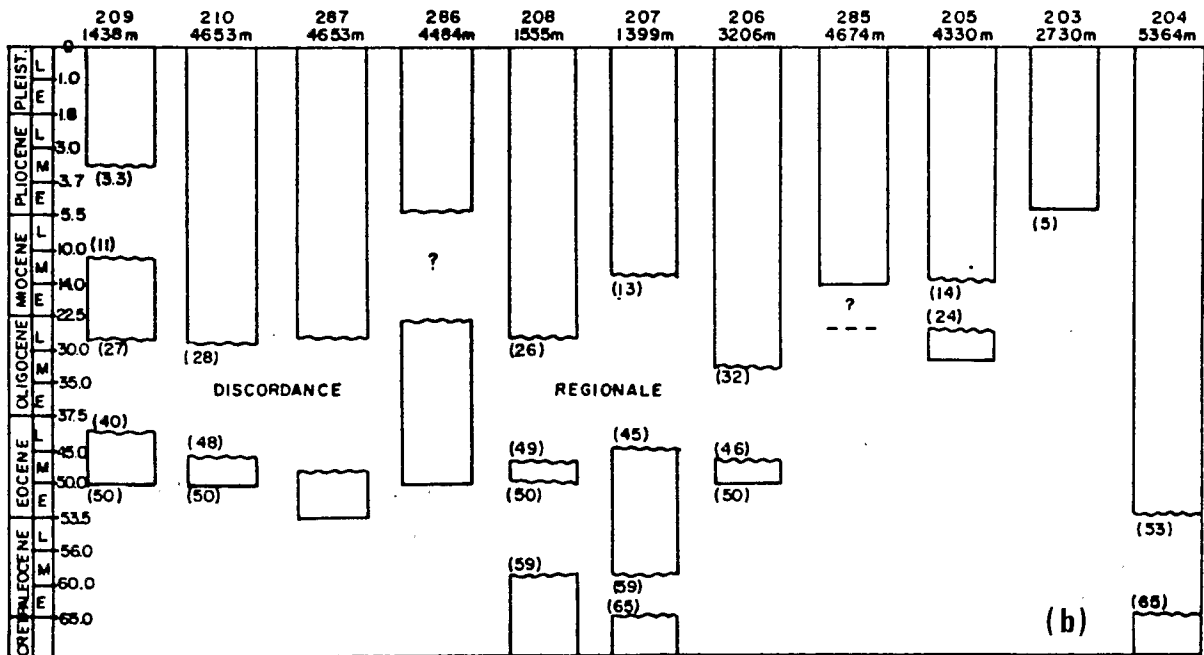 209 210 287 286 208 207 206 285 205 203 204
1438m 4653m 4653m 4484m 1535m 1399m 3206m 4674m 4330m 2730m 5364m
0
PLEIST.
L
1.0
E
1.8
PLIOCENE
L
3.0
M
(3.3)
3.7
E
5.5
(5)
MIOCENE
L
10.0
(11)
?
M
14.0
(13)
(14)
E
?
22.5
(24)
OLIGOCENE
L
(27)
(28)
(26)
30.0
M
(32)
35.0
DISCORDANCE REGIONALE
E
37.5
EOCENE
L
(40)
(48)
(49)
(45)
(46)
45.0
M
50.0
(50)
(50)
(50)
(50)
E
53.5
(53)
PALEOCENE
L
56.0
M
(59)
(59)
60.0
E
(65)
(65)
65.0
CRET.
(b)